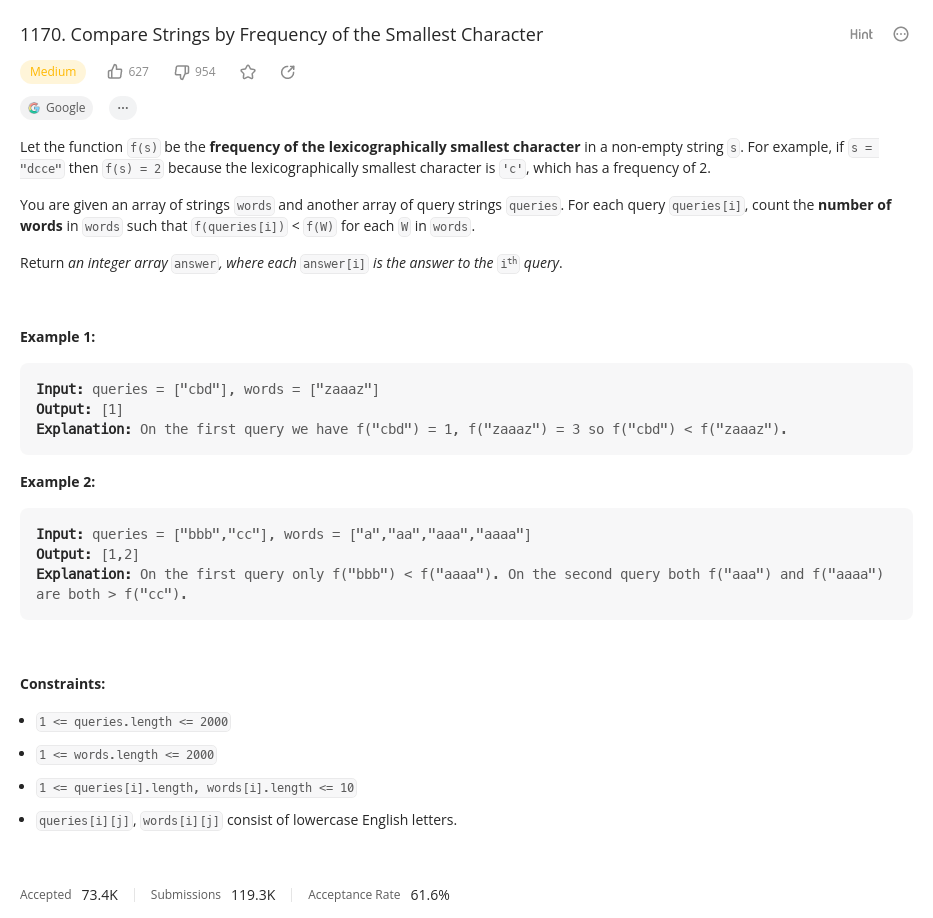 1170. Compare Strings by Frequency of the Smallest Character
Hint
Medium 627 954
Google ...
Let the function f(s) be the frequency of the lexicographically smallest character in a non-empty string s. For example, if s =
"dcce" then f(s) = 2 because the lexicographically smallest character is 'c', which has a frequency of 2.
You are given an array of strings words and another array of query strings queries. For each query queries[i], count the number of
words in words such that f(queries[i]) < f(W) for each W in words.
Return an integer array answer, where each answer[i] is the answer to the ith query.
Example 1:
Input: queries = ["cbd"], words = ["zaaaz"]
Output: [1]
Explanation: On the first query we have f("cbd") = 1, f("zaaaz") = 3 so f("cbd") < f("zaaaz").
Example 2:
Input: queries = ["bbb","cc"], words = ["a","aa","aaa","aaaa"]
Output: [1,2]
Explanation: On the first query only f("bbb") < f("aaaa"). On the second query both f("aaa") and f("aaaa")
are both > f("cc").
Constraints:
• 1 <= queries.length <= 2000
• 1 <= words.length <= 2000
• 1 <= queries[i].length, words[i].length <= 10
• queries[i][j], words[i][j] consist of lowercase English letters.
Accepted 73.4K Submissions 119.3K Acceptance Rate 61.6%